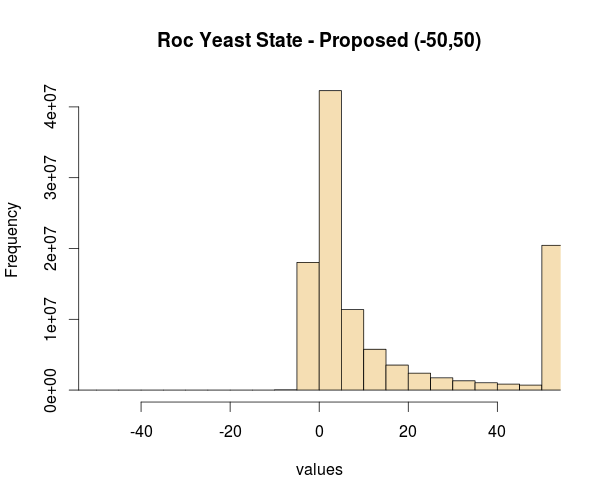 Roc Yeast State - Proposed (-50,50)
Frequency
4e+07
3e+07
2e+07
1e+07
0e+00
-40 -20 0 20 40
values